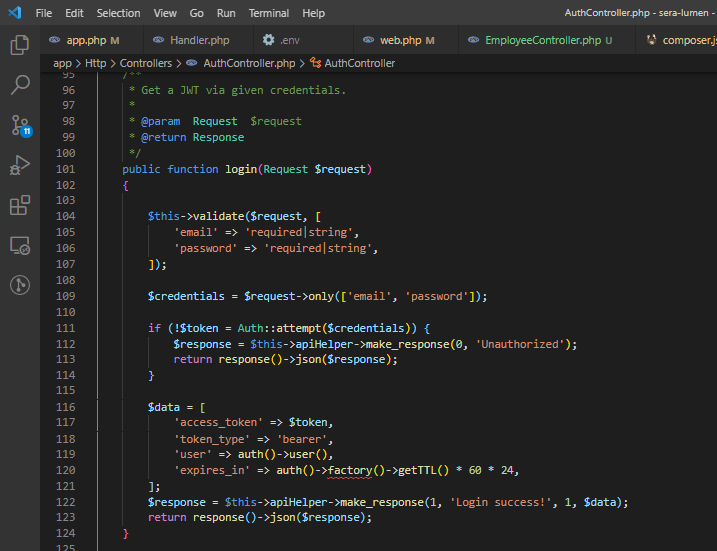 File Edit Selection View Go Run Terminal Help AuthController.php - sera-lumen -
app.php M Handler.php .env web.php M EmployeeController.php U composer.js
app > Http > Controllers > AuthController.php > AuthController
95 /**
96 * Get a JWT via given credentials.
97 *
98 * @param  Request  $request
99 * @return Response
100 */
101 public function login(Request $request)
102 {
103
104 $this->validate($request, [
105 'email' => 'required|string',
106 'password' => 'required|string',
107 ]);
108
109 $credentials = $request->only(['email', 'password']);
110
111 if (!$token = Auth::attempt($credentials)) {
112 $response = $this->apiHelper->make_response(0, 'Unauthorized');
113 return response()->json($response);
114 }
115
116 $data = [
117 'access_token' => $token,
118 'token_type' => 'bearer',
119 'user' => auth()->user(),
120 'expires_in' => auth()->factory()->getTTL() * 60 * 24,
121 ];
122 $response = $this->apiHelper->make_response(1, 'Login success!', 1, $data);
123 return response()->json($response);
124 }
125
11